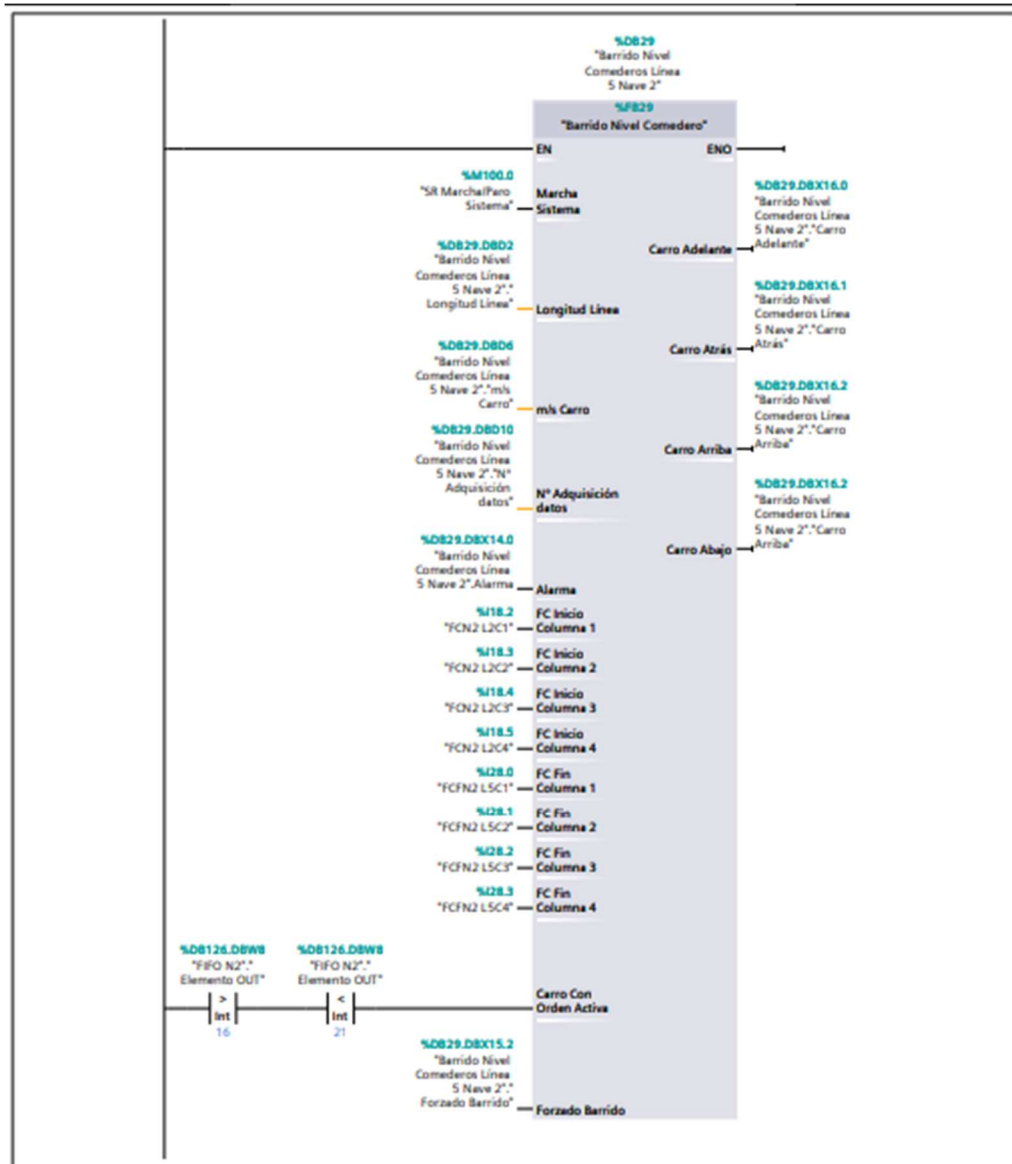 %DB29
"Barrido Nivel
Comederos Línea
5 Nave 2"
%FB29
"Barrido Nivel Comedero"
EN
ENO
%M100.0
"SR Marcha/Paro
Sistema"
Marcha
Sistema
%DB29.DBX16.0
"Barrido Nivel
Comederos Línea
5 Nave 2"."Carro
Adelante"
Carro Adelante
%DB29.DBD2
"Barrido Nivel
Comederos Línea
5 Nave 2"."
Longitud Línea"
Longitud Línea
%DB29.DBX16.1
"Barrido Nivel
Comederos Línea
5 Nave 2"."Carro
Atrás"
Carro Atrás
%DB29.DBD6
"Barrido Nivel
Comederos Línea
5 Nave 2"."m/s
Carro"
m/s Carro
%DB29.DBX16.2
"Barrido Nivel
Comederos Línea
5 Nave 2"."Carro
Arriba"
Carro Arriba
%DB29.DBD10
"Barrido Nivel
Comederos Línea
5 Nave 2"."N°
Adquisición
datos"
N° Adquisición
datos
%DB29.DBX16.2
"Barrido Nivel
Comederos Línea
5 Nave 2"."Carro
Arriba"
Carro Abajo
%DB29.DBX14.0
"Barrido Nivel
Comederos Línea
5 Nave 2".Alarma
Alarma
%I18.2
"FCN2 L2C1"
FC Inicio
Columna 1
%I18.3
"FCN2 L2C2"
FC Inicio
Columna 2
%I18.4
"FCN2 L2C3"
FC Inicio
Columna 3
%I18.5
"FCN2 L2C4"
FC Inicio
Columna 4
%I28.0
"FCFN2 L5C1"
FC Fin
Columna 1
%I28.1
"FCFN2 L5C2"
FC Fin
Columna 2
%I28.2
"FCFN2 L5C3"
FC Fin
Columna 3
%I28.3
"FCFN2 L5C4"
FC Fin
Columna 4
%DB126.DBW8
"FIFO N2"."
Elemento OUT"
>
Int
16
%DB126.DBW8
"FIFO N2"."
Elemento OUT"
<
Int
21
Carro Con
Orden Activa
%DB29.DBX15.2
"Barrido Nivel
Comederos Línea
5 Nave 2"."
Forzado Barrido"
Forzado Barrido